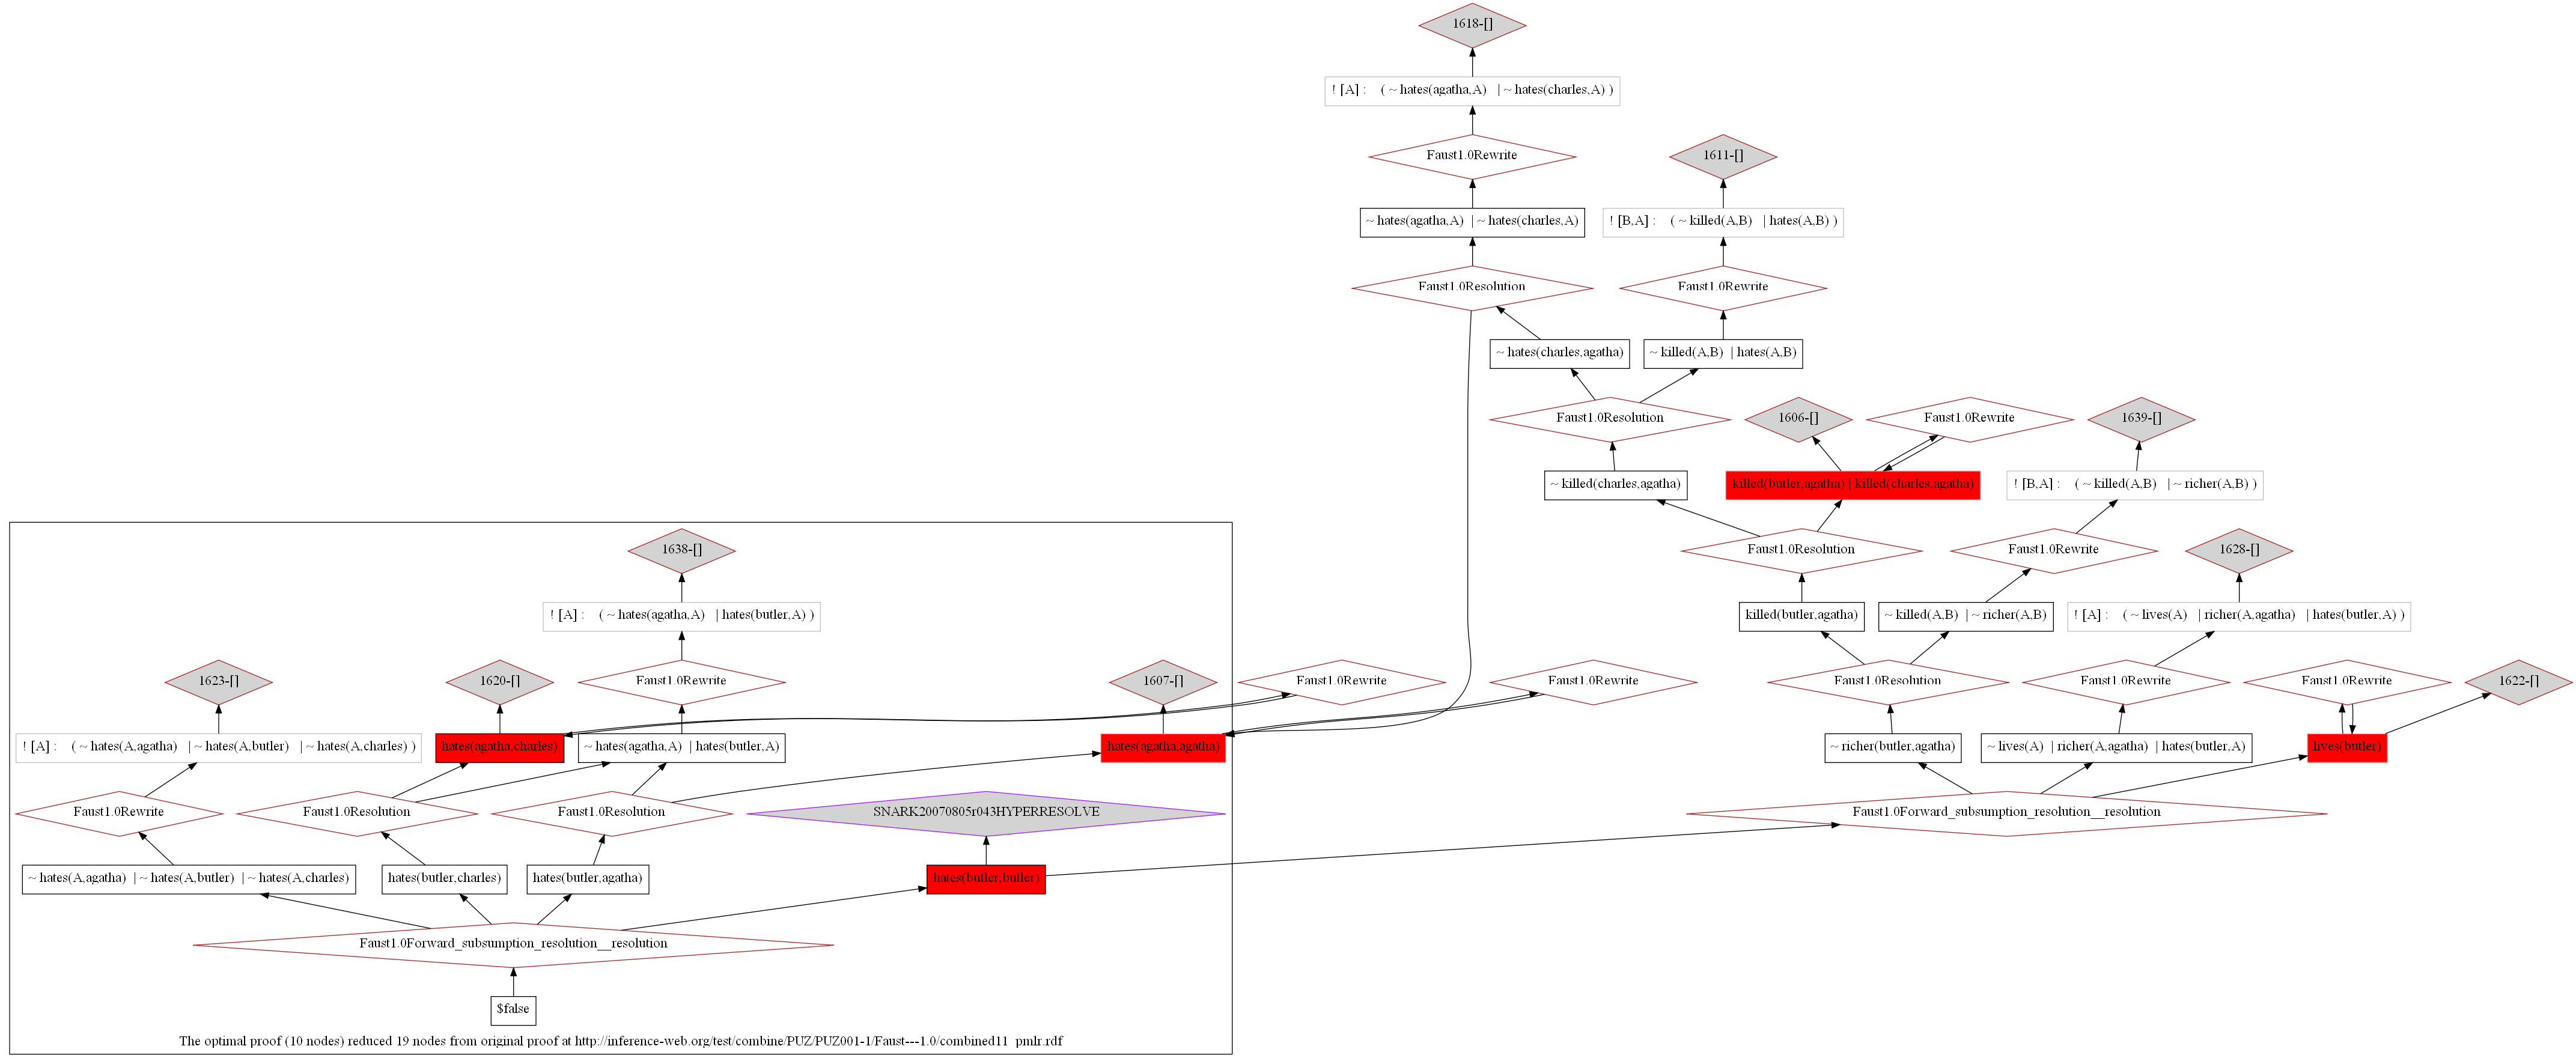 1618-[]
! [A] : ( ~ hates(agatha,A) | ~ hates(charles,A) )
Faust1.0Rewrite
1611-[]
~ hates(agatha,A) | ~ hates(charles,A)
! [B,A] : ( ~ killed(A,B) | hates(A,B) )
Faust1.0Resolution
Faust1.0Rewrite
~ hates(charles,agatha)
~ killed(A,B) | hates(A,B)
Faust1.0Resolution
1606-[]
Faust1.0Rewrite
1639-[]
~ killed(charles,agatha)
killed(butler,agatha) | killed(charles,agatha)
! [B,A] : ( ~ killed(A,B) | ~ richer(A,B) )
1638-[]
Faust1.0Resolution
Faust1.0Rewrite
1628-[]
! [A] : ( ~ hates(agatha,A) | hates(butler,A) )
killed(butler,agatha)
~ killed(A,B) | ~ richer(A,B)
! [A] : ( ~ lives(A) | richer(A,agatha) | hates(butler,A) )
1623-[]
1620-[]
Faust1.0Rewrite
1607-[]
Faust1.0Rewrite
Faust1.0Rewrite
Faust1.0Resolution
Faust1.0Rewrite
Faust1.0Rewrite
1622-[]
! [A] : ( ~ hates(A,agatha) | ~ hates(A,butler) | ~ hates(A,charles) )
hates(agatha,charles)
~ hates(agatha,A) | hates(butler,A)
hates(agatha,agatha)
~ richer(butler,agatha)
~ lives(A) | richer(A,agatha) | hates(butler,A)
lives(butler)
Faust1.0Rewrite
Faust1.0Resolution
Faust1.0Resolution
SNARK20070805r043HYPERRESOLVE
Faust1.0Forward_subsumption_resolution__resolution
~ hates(A,agatha) | ~ hates(A,butler) | ~ hates(A,charles)
hates(butler,charles)
hates(butler,agatha)
hates(butler,butler)
Faust1.0Forward_subsumption_resolution__resolution
$false
The optimal proof (10 nodes) reduced 19 nodes from original proof at http://inference-web.org/test/combine/PUZ/PUZ001-1/Faust---1.0/combined11_pmlr.rdf